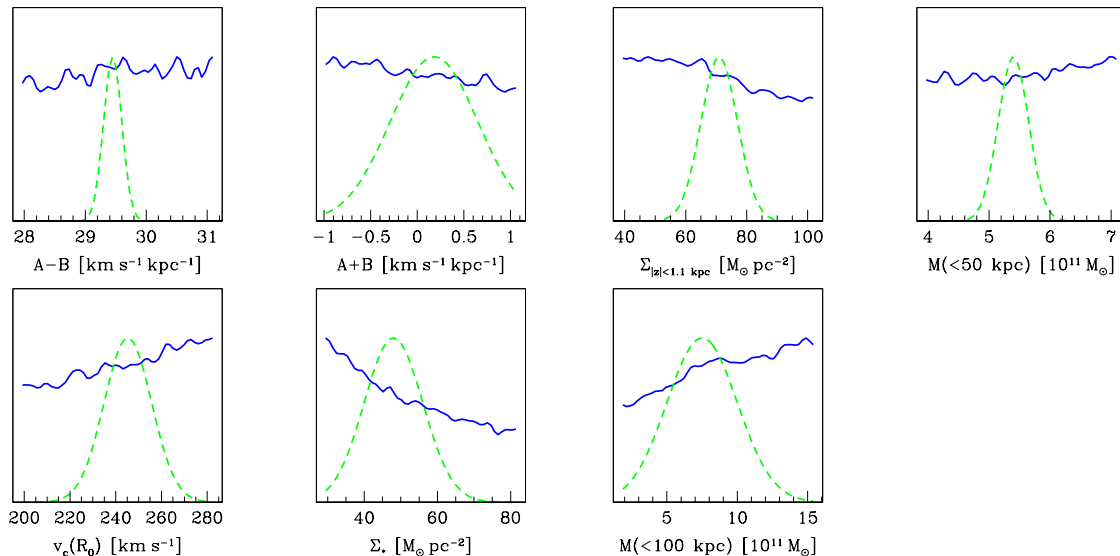 28 29 30 31
A−B [km s⁻¹ kpc⁻¹]
−1 −0.5 0 0.5 1
A+B [km s⁻¹ kpc⁻¹]
40 60 80 100
Σ|z|<1.1 kpc [M⊙ pc⁻²]
4 5 6 7
M(<50 kpc) [10¹¹ M⊙]
200 220 240 260 280
v_c(R₀) [km s⁻¹]
40 60 80
Σ* [M⊙ pc⁻²]
5 10 15
M(<100 kpc) [10¹¹ M⊙]